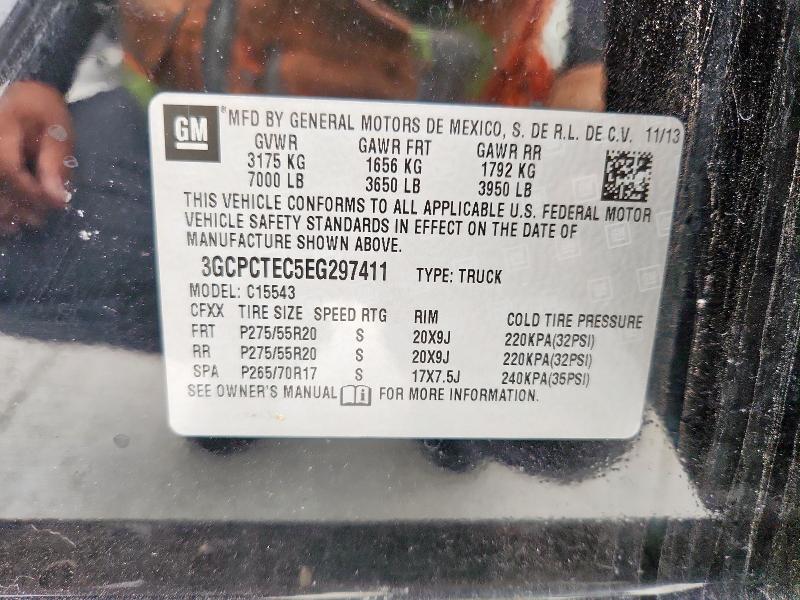 GM ®MFD BY GENERAL MOTORS DE MEXICO, S. DE R.L. DE C.V. 11/13
GVWR GAWR FRT GAWR RR
3175 KG 1656 KG 1792 KG
7000 LB 3650 LB 3950 LB
THIS VEHICLE CONFORMS TO ALL APPLICABLE U.S. FEDERAL MOTOR
VEHICLE SAFETY STANDARDS IN EFFECT ON THE DATE OF
MANUFACTURE SHOWN ABOVE.
3GCPCTEC5EG297411 TYPE: TRUCK
MODEL: C15543
CFXX TIRE SIZE SPEED RTG RIM COLD TIRE PRESSURE
FRT P275/55R20 S 20X9J 220KPA(32PSI)
RR P275/55R20 S 20X9J 220KPA(32PSI)
SPA P265/70R17 S 17X7.5J 240KPA(35PSI)
SEE OWNER'S MANUAL FOR MORE INFORMATION.